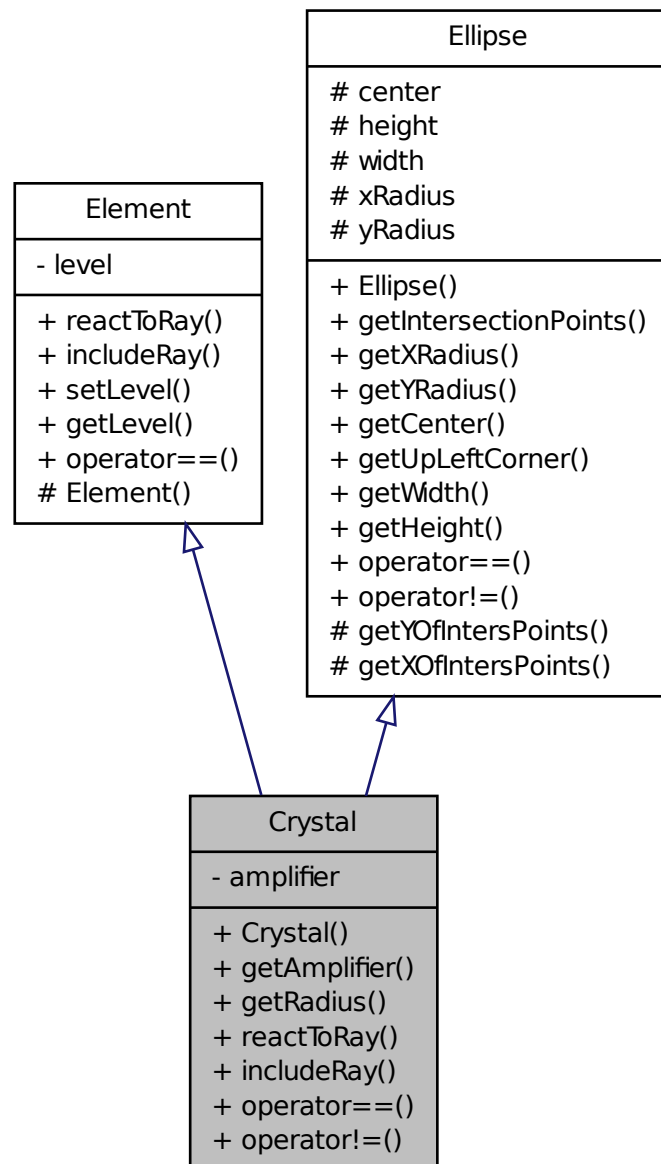 Ellipse
# center
# height
# width
# xRadius
# yRadius
+ Ellipse()
+ getIntersectionPoints()
+ getXRadius()
+ getYRadius()
+ getCenter()
+ getUpLeftCorner()
+ getWidth()
+ getHeight()
+ operator==()
+ operator!=()
# getYOfIntersPoints()
# getXOfIntersPoints()
Element
- level
+ reactToRay()
+ includeRay()
+ setLevel()
+ getLevel()
+ operator==()
# Element()
Crystal
- amplifier
+ Crystal()
+ getAmplifier()
+ getRadius()
+ reactToRay()
+ includeRay()
+ operator==()
+ operator!=()